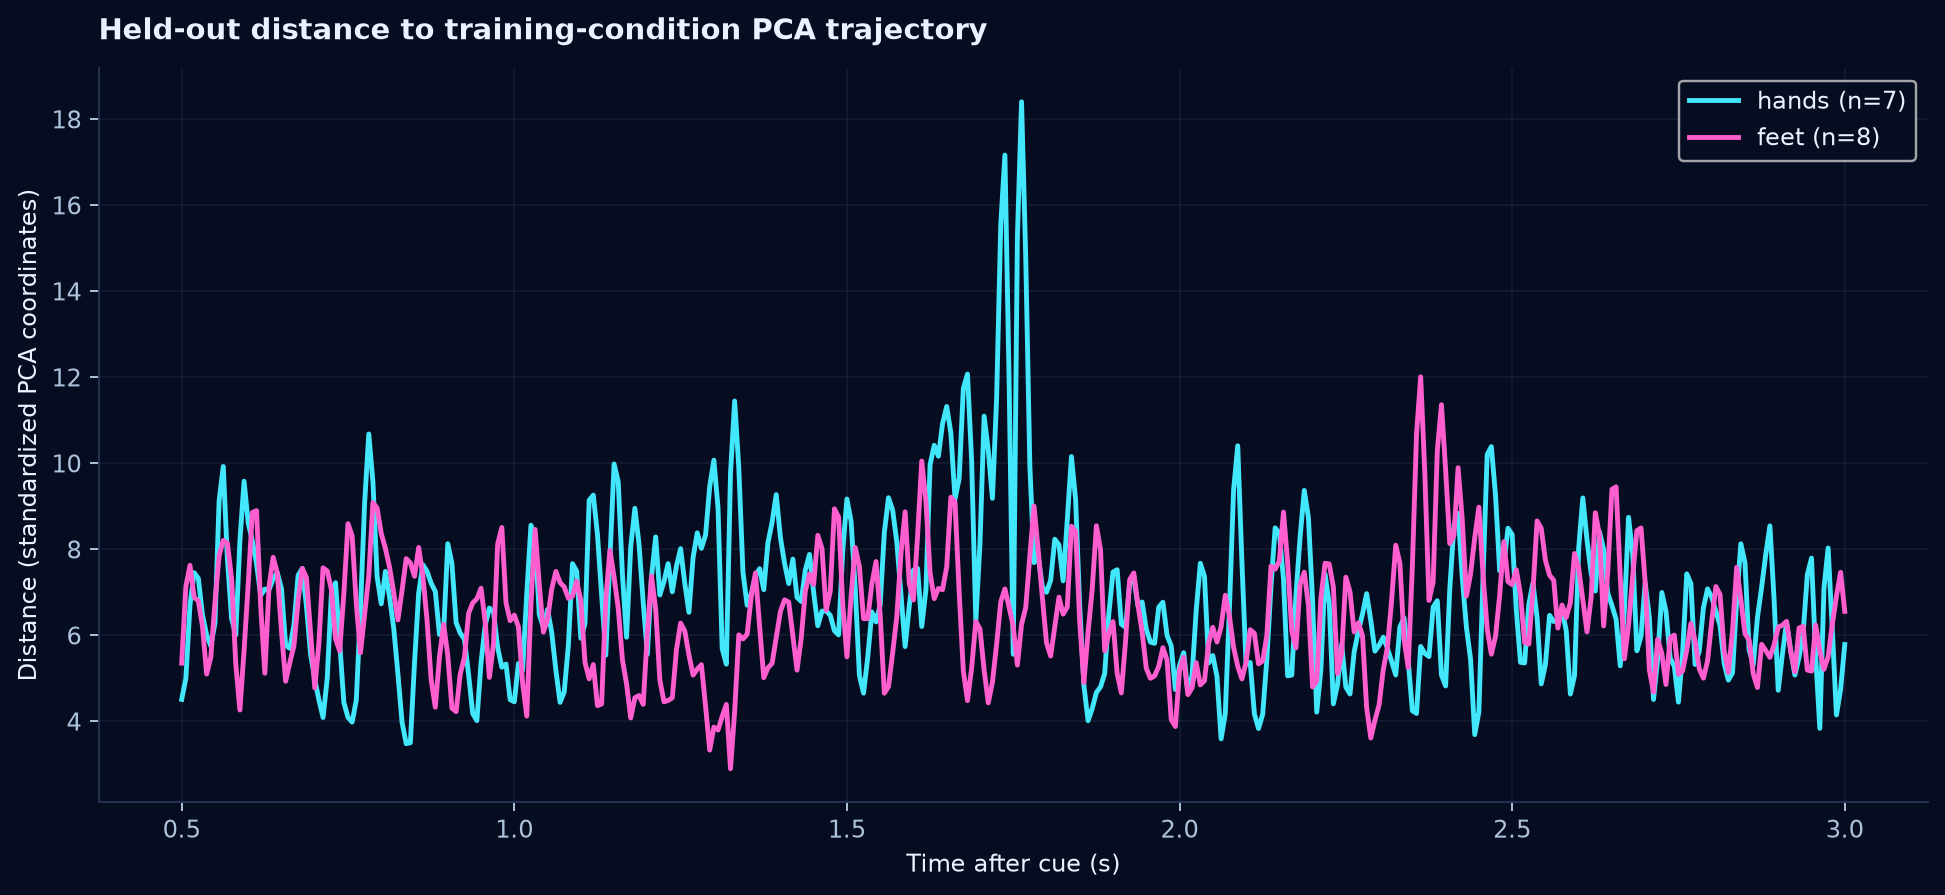 Held-out distance to training-condition PCA trajectory
hands (n=7)
feet (n=8)
Distance (standardized PCA coordinates)
18
16
14
12
10
8
6
4
0.5
1.0
1.5
2.0
2.5
3.0
Time after cue (s)